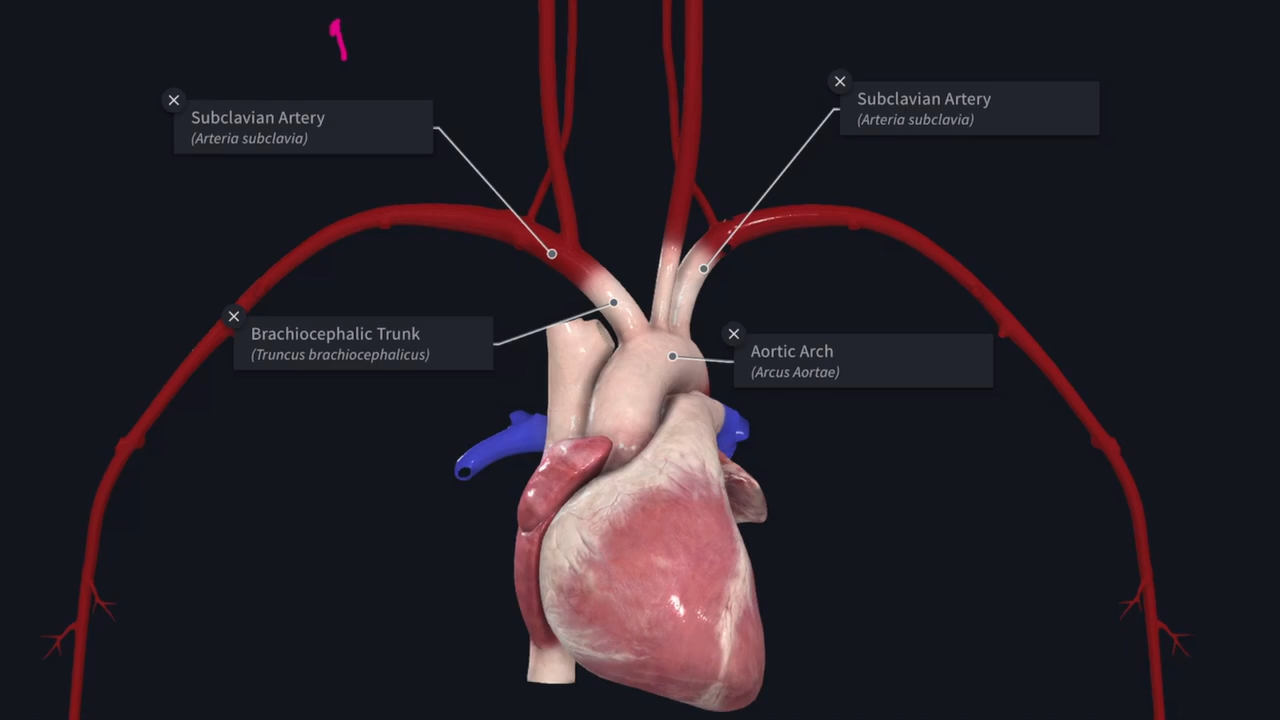 Subclavian Artery
(Arteria subclavia)
Subclavian Artery
(Arteria subclavia)
Brachiocephalic Trunk
(Truncus brachiocephalicus)
Aortic Arch
(Arcus Aortae)